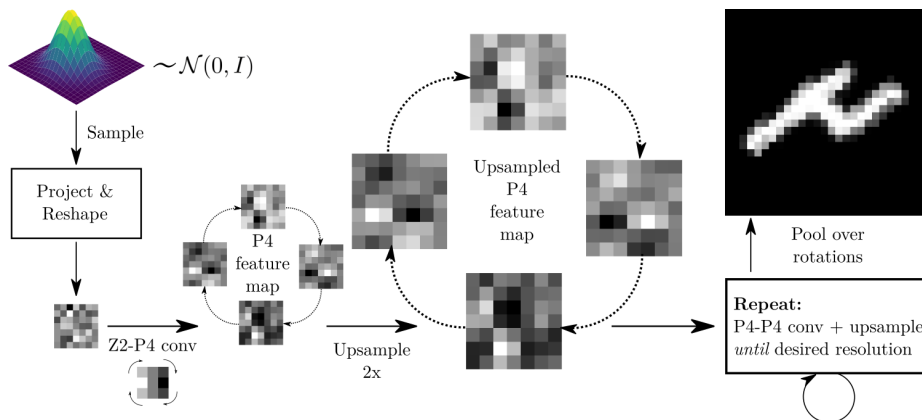 ∼ 𝒩(0, I)
Sample
Project &
Reshape
Z2-P4 conv
P4
feature
map
Upsample
2x
Upsampled
P4
feature
map
Pool over
rotations
Repeat:
P4-P4 conv + upsample
until desired resolution